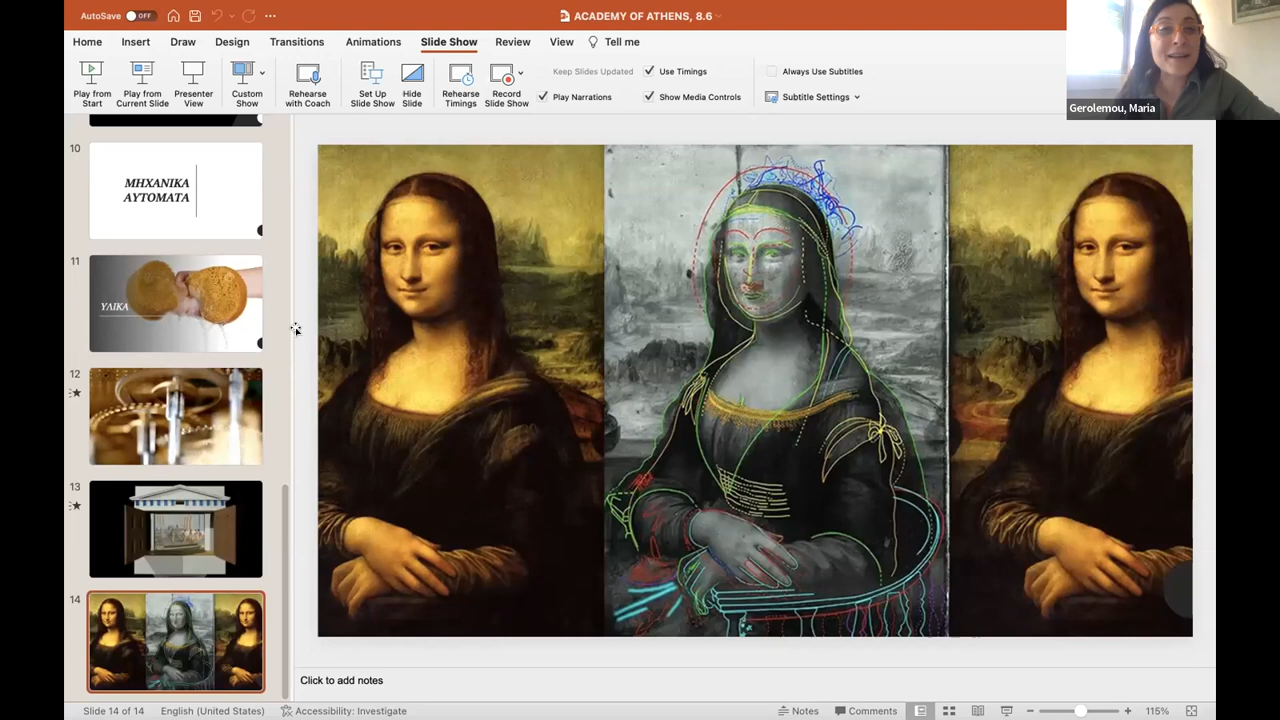 AutoSave OFF
ACADEMY OF ATHENS, 8.6
Home Insert Draw Design Transitions Animations Slide Show Review View Tell me
Play from Start
Play from Current Slide
Presenter View
Custom Show
Rehearse with Coach
Set Up Slide Show
Hide Slide
Rehearse Timings
Record Slide Show
Keep Slides Updated
Use Timings
Play Narrations
Show Media Controls
Always Use Subtitles
Subtitle Settings
Gerolemou, Maria
10
ΜΗΧΑΝΙΚΑ
ΑΥΤΟΜΑΤΑ
11
ΥΛΙΚΑ
12
13
14
Click to add notes
Slide 14 of 14 English (United States) Accessibility: Investigate Notes Comments 115%